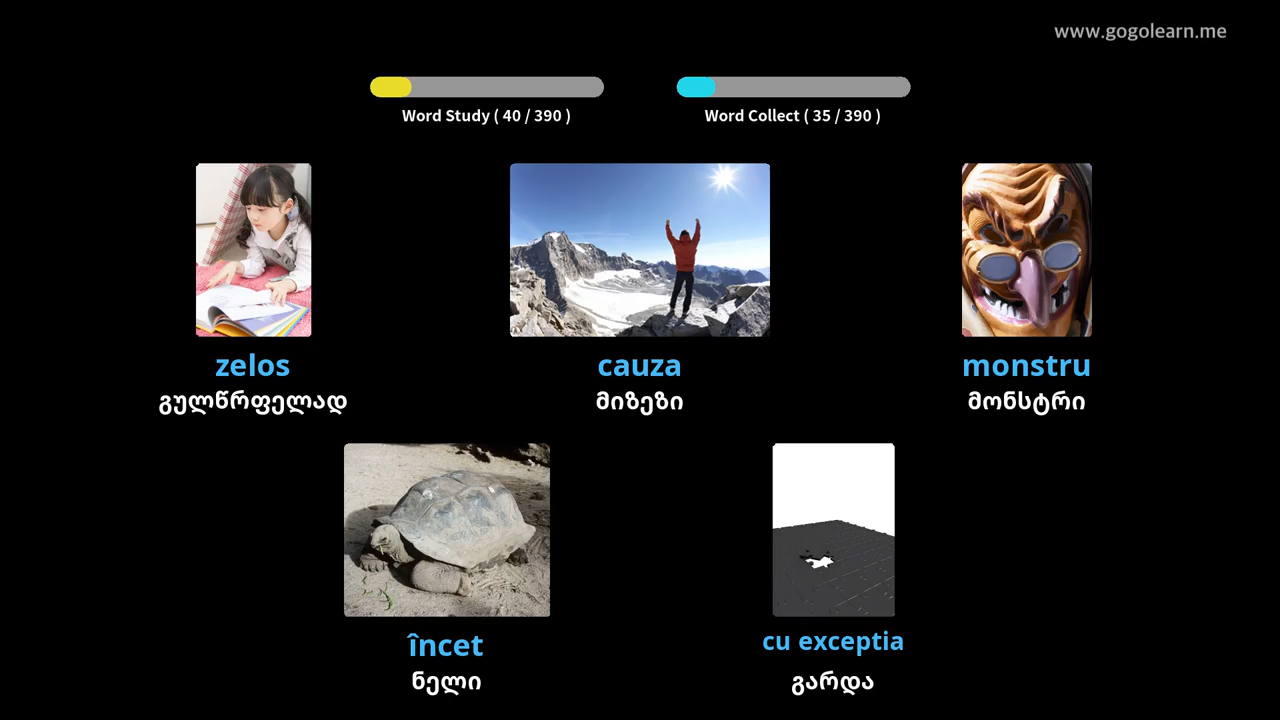 www.gogolearn.me
Word Study ( 40 / 390 )
Word Collect ( 35 / 390 )
zelos
გულწრფელად
cauza
მიზეზი
monstru
მონსტრი
încet
ნელი
cu exceptia
გარდა